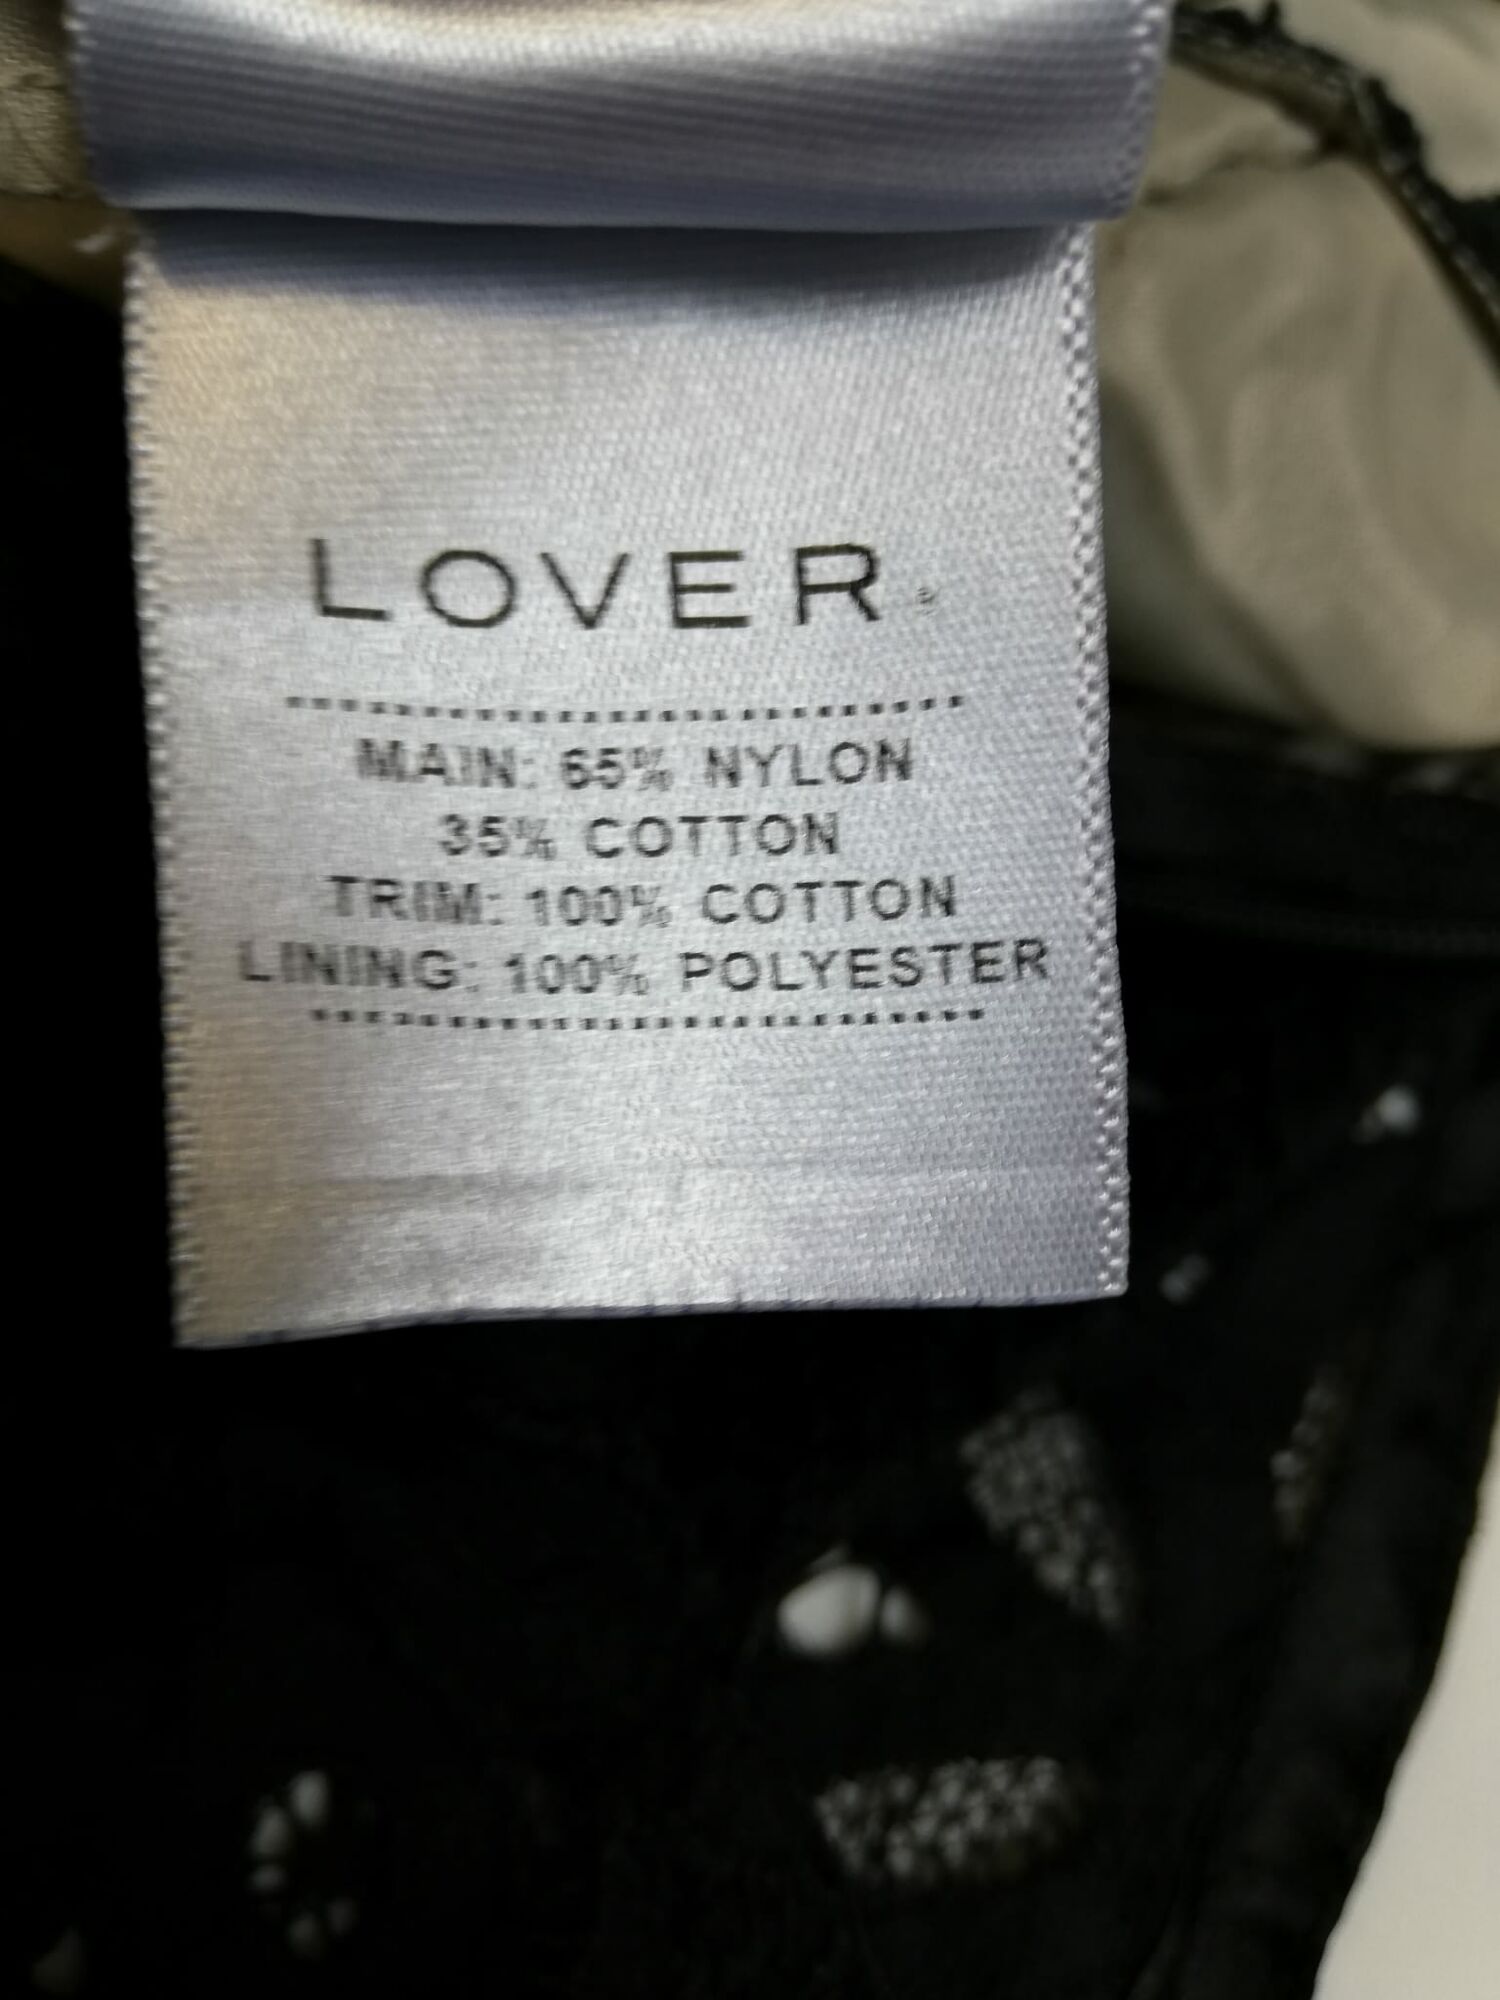 LOVER
MAIN: 65% NYLON
35% COTTON
TRIM: 100% COTTON
LINING: 100% POLYESTER